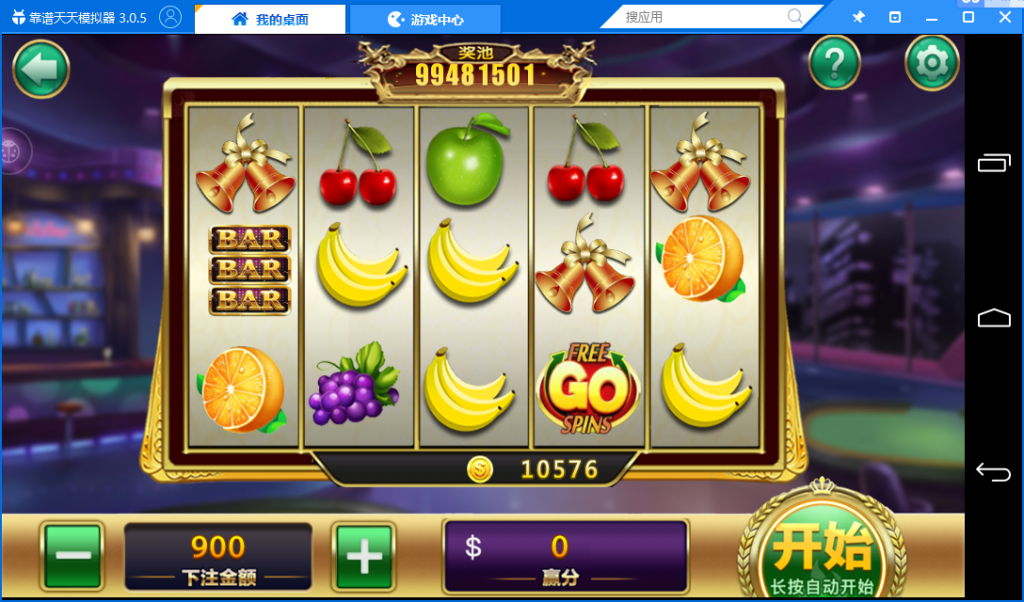 靠谱天天模拟器 3.0.5
我的桌面
游戏中心
搜应用
奖池
99481501
?
BAR
BAR
BAR
FREE
GO
SPINS
$ 10576
900
下注金额
$ 0
赢分
开始
长按自动开始